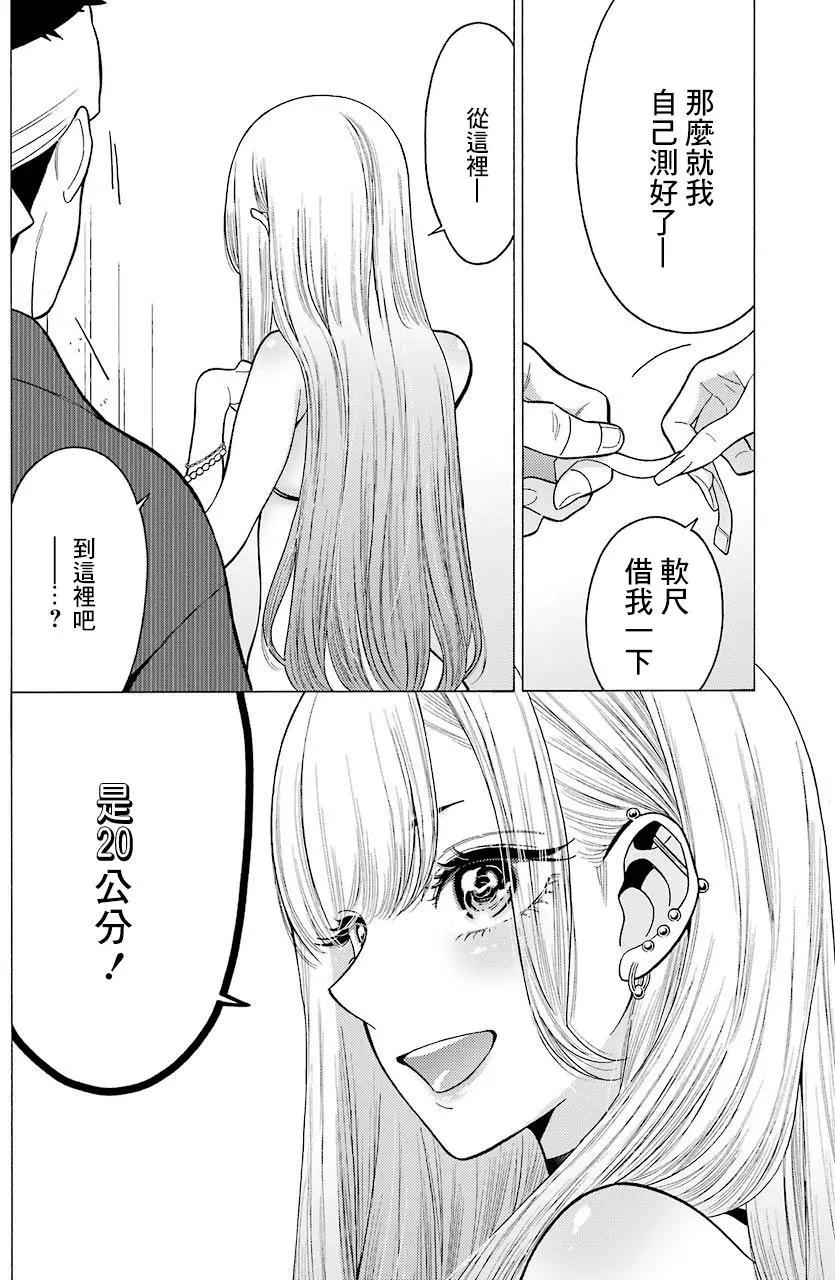 那麼就我
自己測好了—
軟尺
借我一下
從這裡—
到這裡吧
—…？
是20公分！